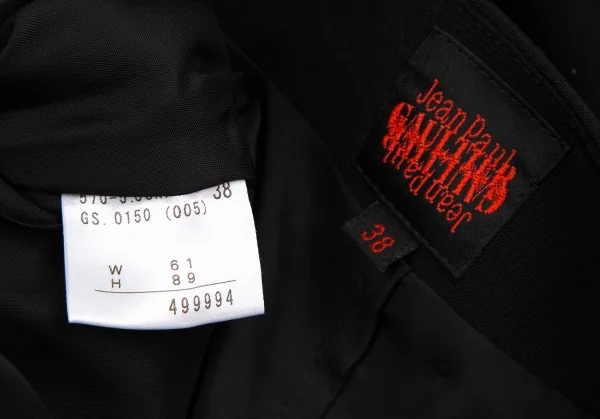 38
GS. 0150 (005)
W 61
H 89
499994
Jean Paul
GAULTIER
Jean Paul
38